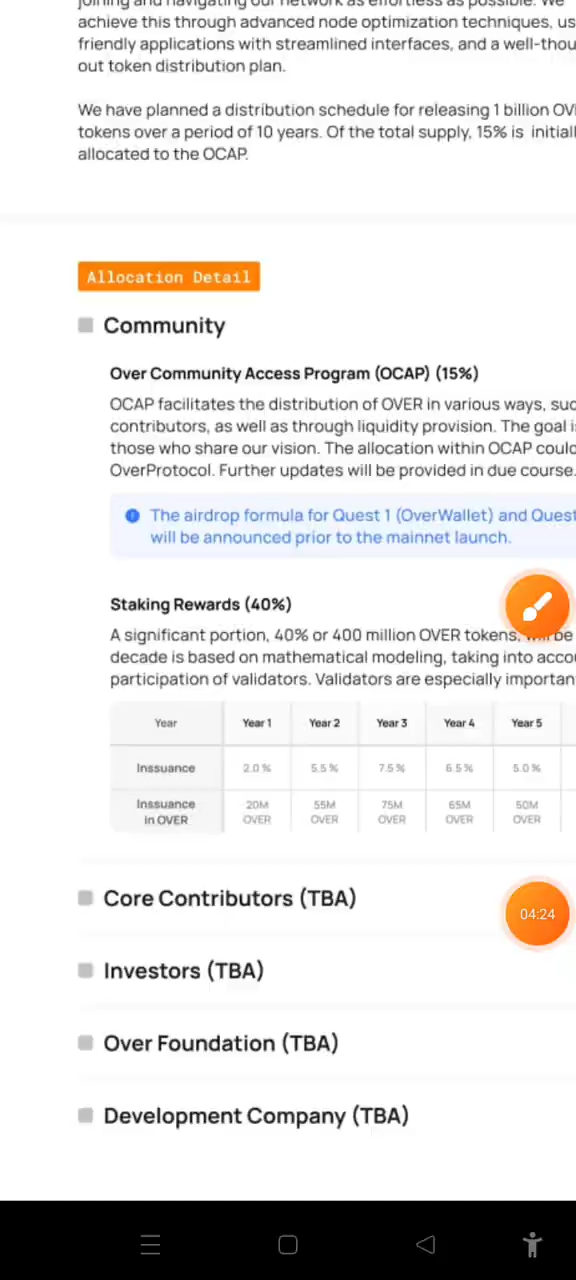 joining and navigating our network as effortless as possible. We
achieve this through advanced node optimization techniques, us
friendly applications with streamlined interfaces, and a well-thou
out token distribution plan.
We have planned a distribution schedule for releasing 1 billion OV
tokens over a period of 10 years. Of the total supply, 15% is initial
allocated to the OCAP.
Allocation Detail
Community
Over Community Access Program (OCAP) (15%)
OCAP facilitates the distribution of OVER in various ways, suc
contributors, as well as through liquidity provision. The goal i
those who share our vision. The allocation within OCAP coul
OverProtocol. Further updates will be provided in due course.
The airdrop formula for Quest 1 (OverWallet) and Quest
will be announced prior to the mainnet launch.
Staking Rewards (40%)
A significant portion, 40% or 400 million OVER tokens, will be
decade is based on mathematical modeling, taking into acco
participation of validators. Validators are especially importan
Year Year 1 Year 2 Year 3 Year 4 Year 5
Inssuance 2.0 % 5.5 % 7.5 % 6.5 % 5.0 %
Inssuance 20M 55M 75M 65M 50M
in OVER OVER OVER OVER OVER OVER
Core Contributors (TBA)
04:24
Investors (TBA)
Over Foundation (TBA)
Development Company (TBA)